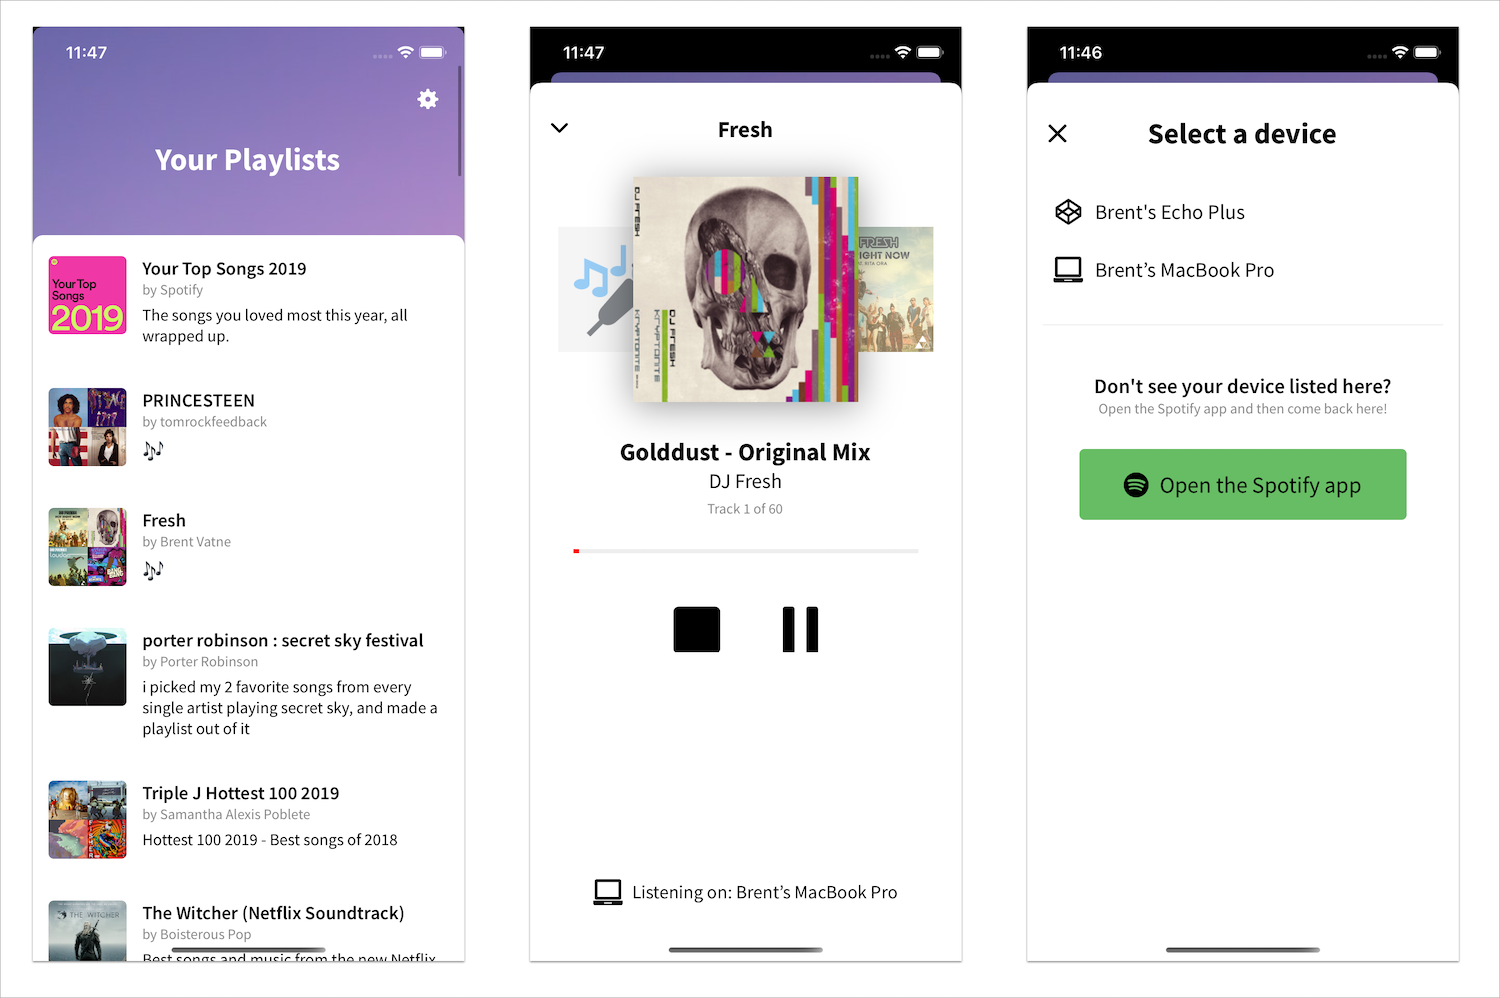 11:47
Your Playlists
Your Top
Songs
2019
Your Top Songs 2019
by Spotify
The songs you loved most this year, all
wrapped up.
PRINCESTEEN
by tomrockfeedback
Fresh
by Brent Vatne
porter robinson : secret sky festival
by Porter Robinson
i picked my 2 favorite songs from every
single artist playing secret sky, and made a
playlist out of it
Triple J Hottest 100 2019
by Samantha Alexis Poblete
Hottest 100 2019 - Best songs of 2018
THE WITCHER
The Witcher (Netflix Soundtrack)
by Boisterous Pop
Best songs and music from the new Netflix
11:47
Fresh
DJ FRESH
KRYPTONITE
DJ FRESH
KRYPTONITE
FRESH
IGHT NOW
RITA ORA
Golddust - Original Mix
DJ Fresh
Track 1 of 60
Listening on: Brent's MacBook Pro
11:46
Select a device
Brent's Echo Plus
Brent’s MacBook Pro
Don't see your device listed here?
Open the Spotify app and then come back here!
Open the Spotify app